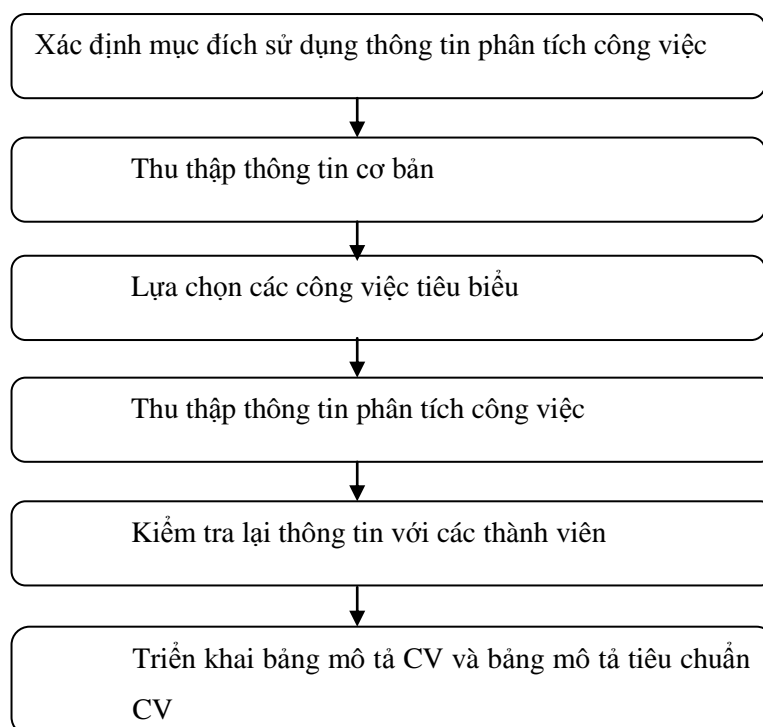 Xác định mục đích sử dụng thông tin phân tích công việc
Thu thập thông tin cơ bản
Lựa chọn các công việc tiêu biểu
Thu thập thông tin phân tích công việc
Kiểm tra lại thông tin với các thành viên
Triển khai bảng mô tả CV và bảng mô tả tiêu chuẩn
CV